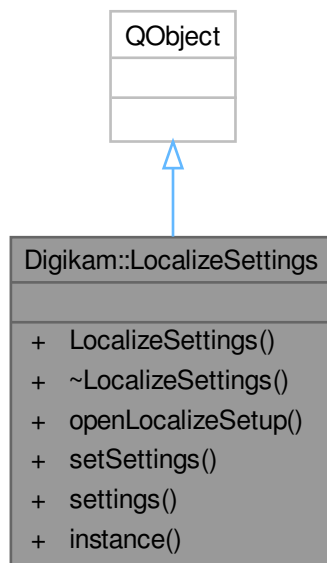 QObject
Digikam::LocalizeSettings
+ LocalizeSettings()
+ ~LocalizeSettings()
+ openLocalizeSetup()
+ setSettings()
+ settings()
+ instance()